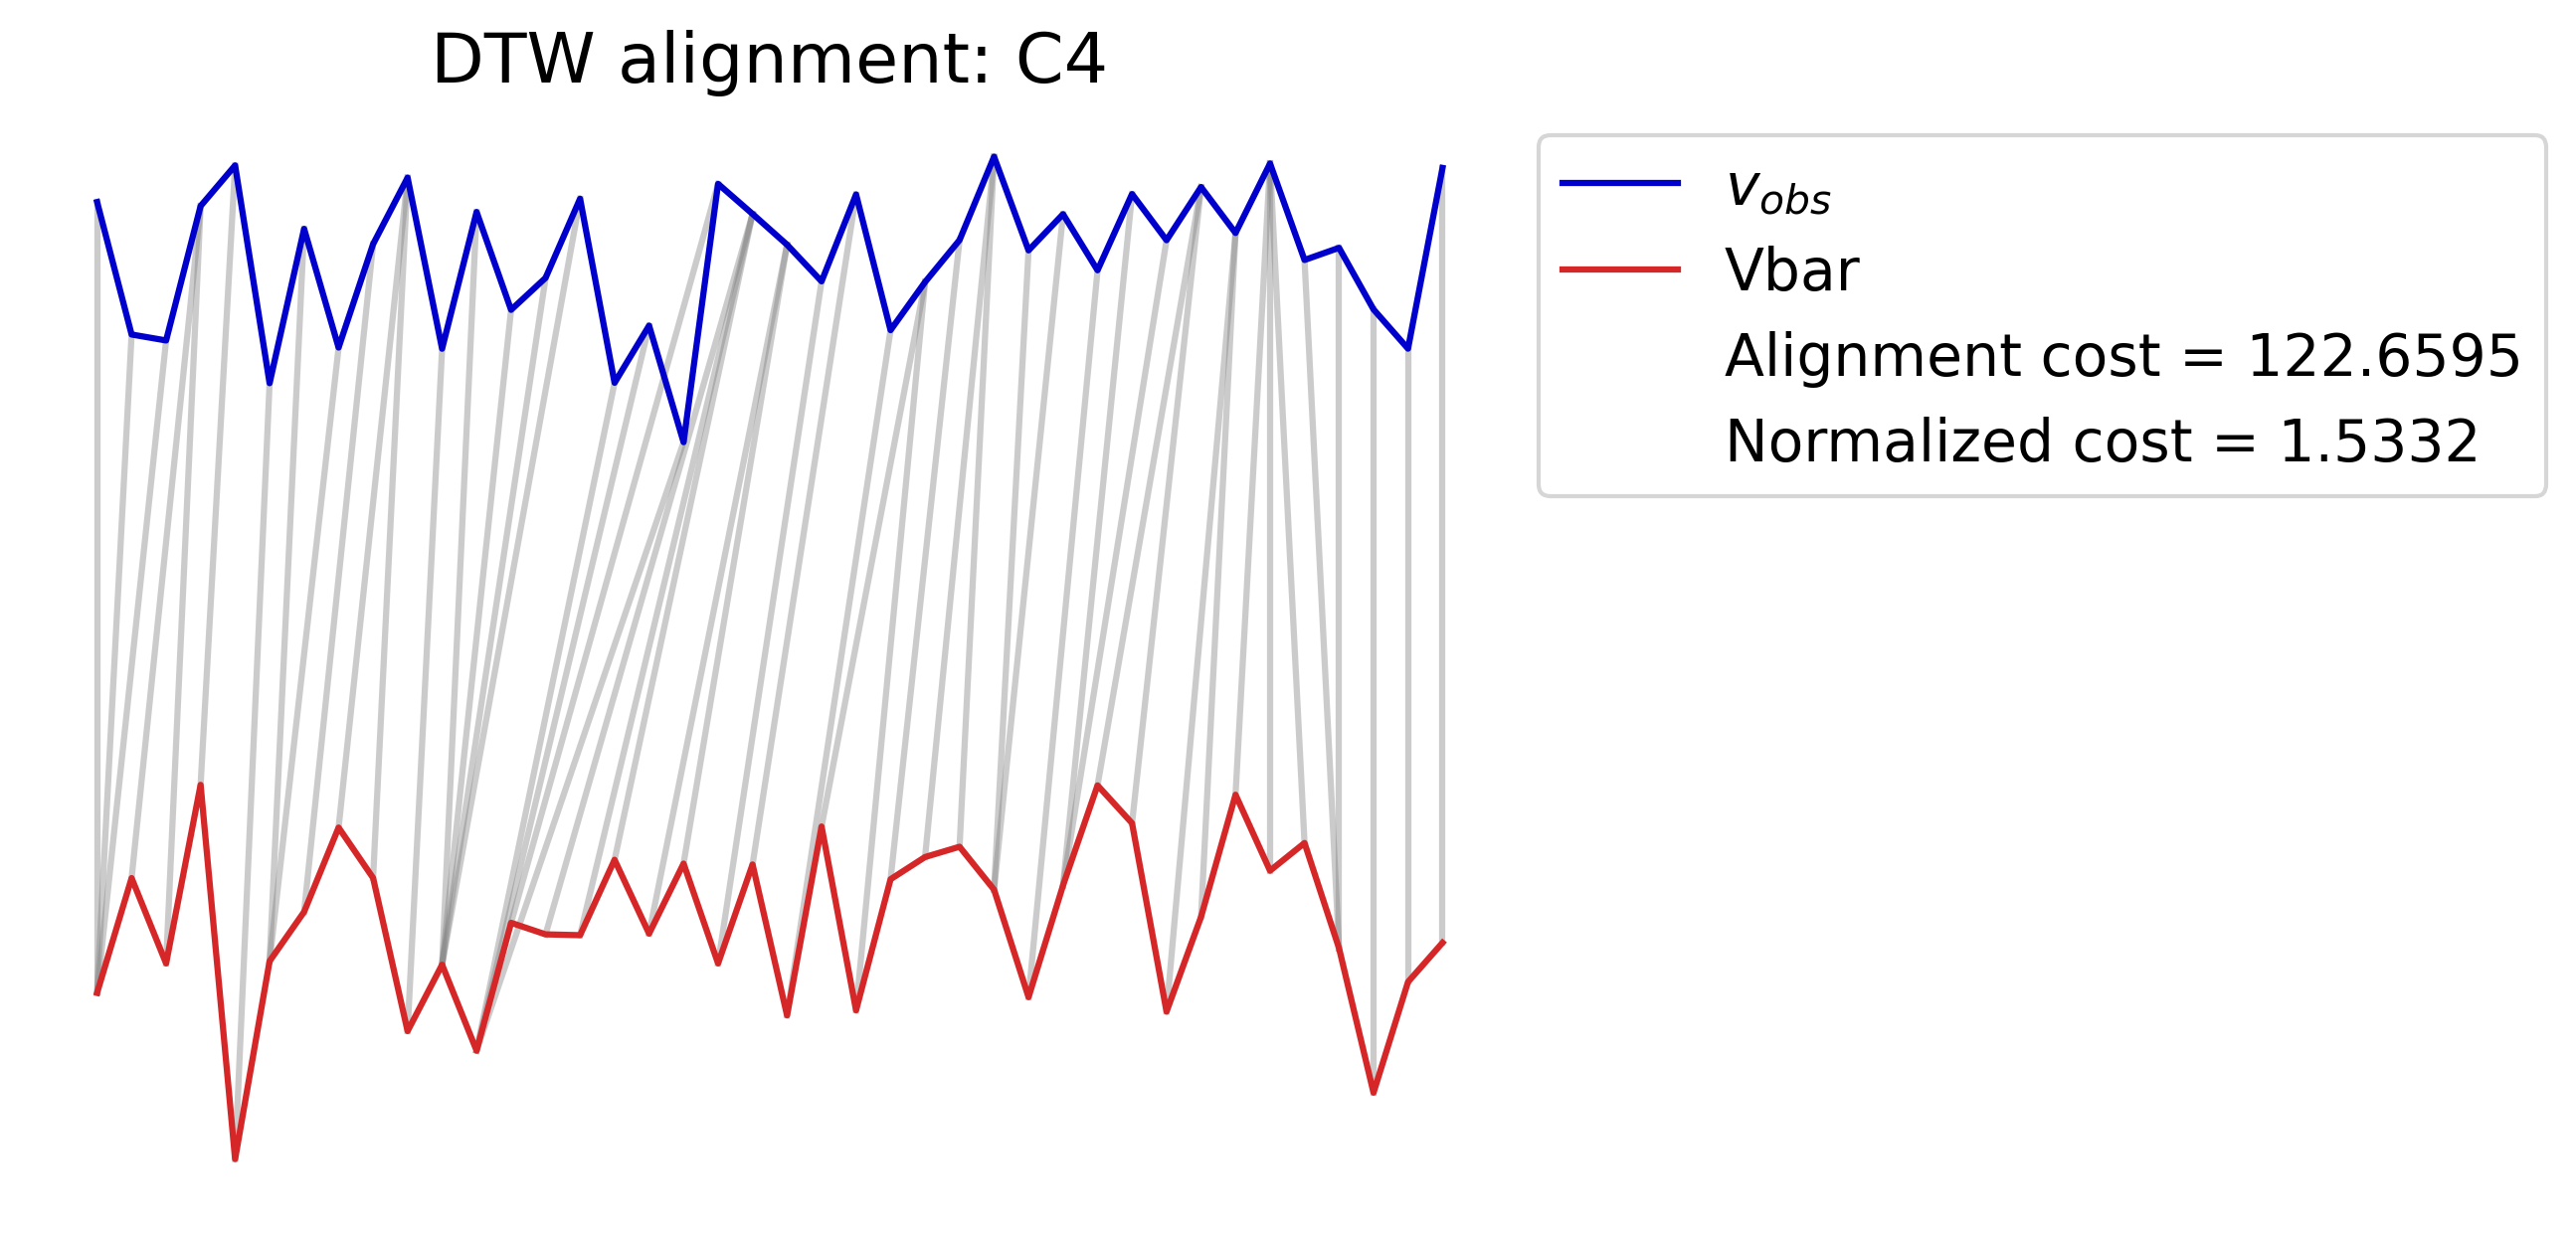 DTW alignment: C4
v_obs
Vbar
Alignment cost = 122.6595
Normalized cost = 1.5332